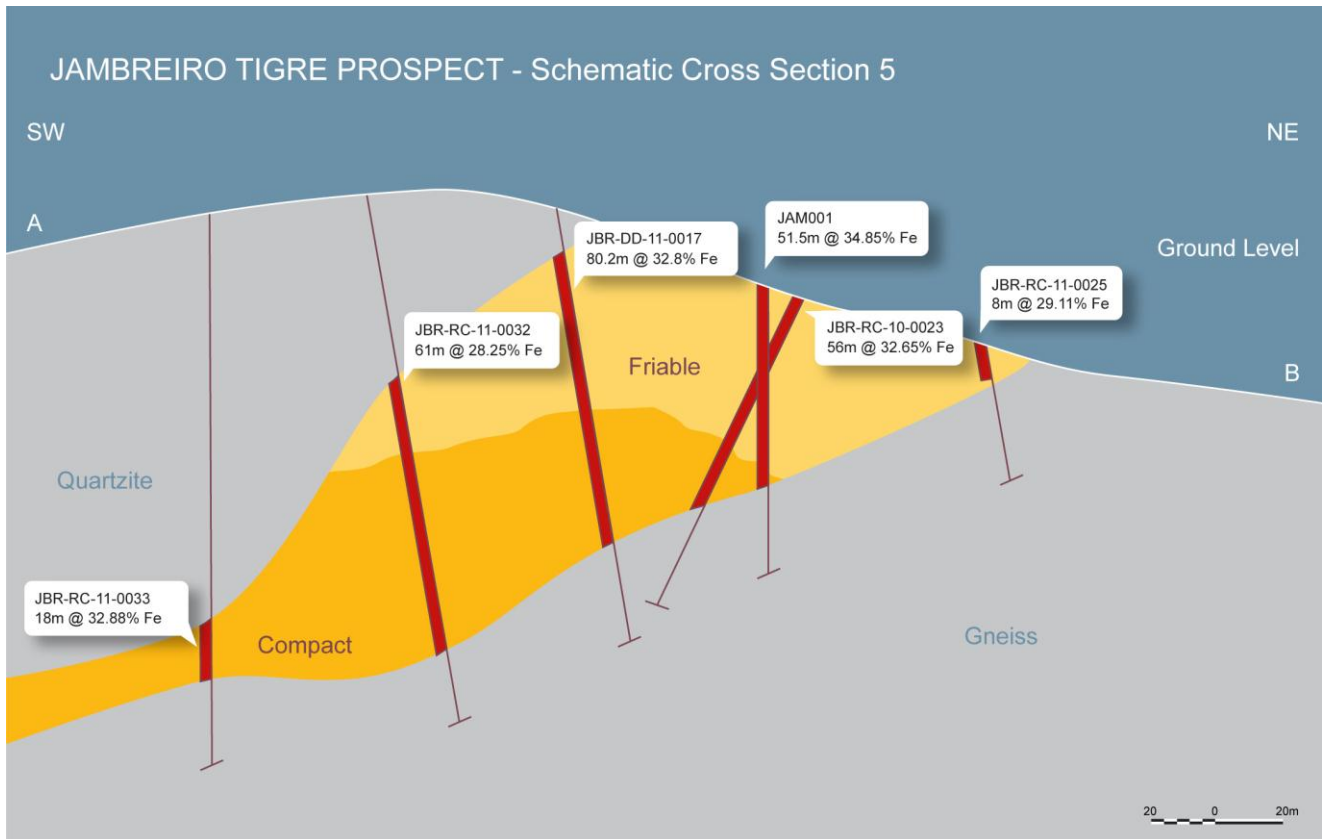 JAMBREIRO TIGRE PROSPECT - Schematic Cross Section 5
SW
NE
A
JAM001
51.5m @ 34.85% Fe
JBR-DD-11-0017
80.2m @ 32.8% Fe
Ground Level
JBR-RC-11-0025
8m @ 29.11% Fe
JBR-RC-11-0032
61m @ 28.25% Fe
JBR-RC-10-0023
56m @ 32.65% Fe
Friable
B
Quartzite
JBR-RC-11-0033
18m @ 32.88% Fe
Compact
Gneiss
20 0 20m